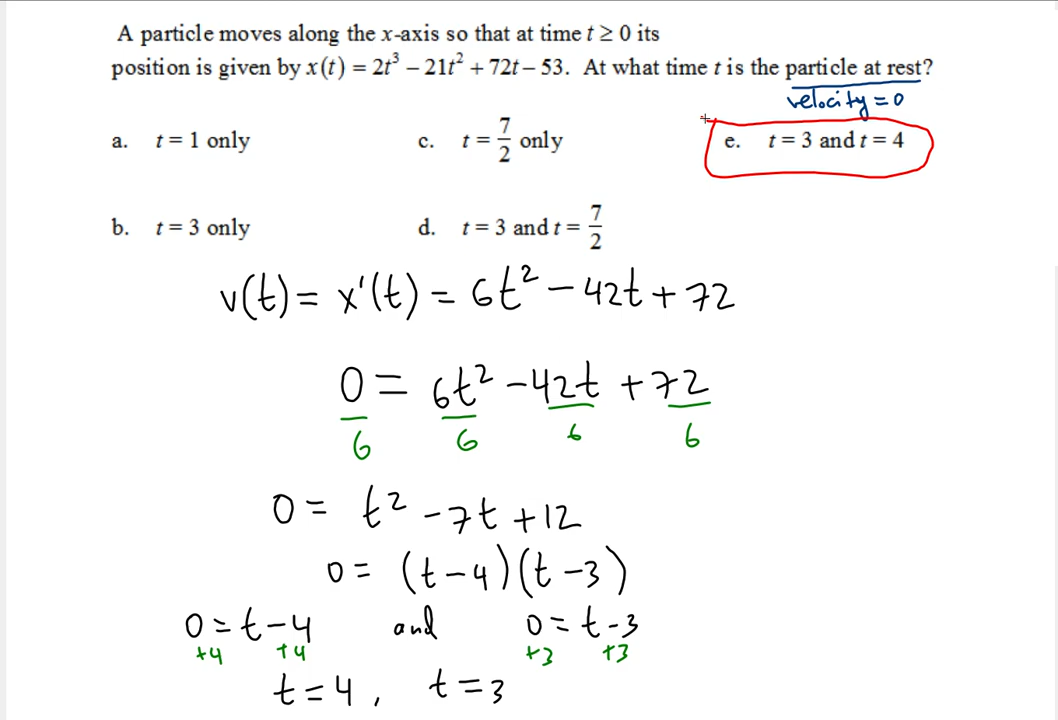 A particle moves along the x-axis so that at time t ≥ 0 its
position is given by x(t) = 2t³ − 21t² + 72t − 53. At what time t is the particle at rest?
velocity = 0
a. t = 1 only
c. t = 7/2 only
e. t = 3 and t = 4
b. t = 3 only
d. t = 3 and t = 7/2
v(t) = x'(t) = 6t² − 42t + 72
0 = 6t² − 42t + 72
6 6 6 6
0 = t² − 7t + 12
0 = (t − 4)(t − 3)
0 = t − 4 and 0 = t − 3
+4 +4 +3 +3
t = 4 , t = 3